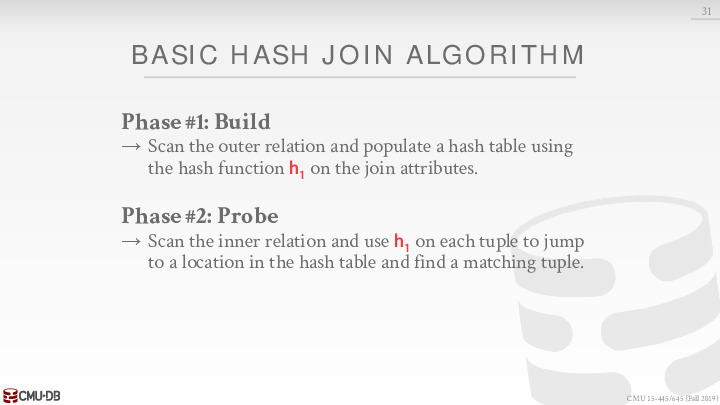 31
BASIC HASH JOIN ALGORITHM
Phase #1: Build
→ Scan the outer relation and populate a hash table using
the hash function h₁ on the join attributes.
Phase #2: Probe
→ Scan the inner relation and use h₁ on each tuple to jump
to a location in the hash table and find a matching tuple.
CMU·DB
CMU 15-445/645 (Fall 2019)